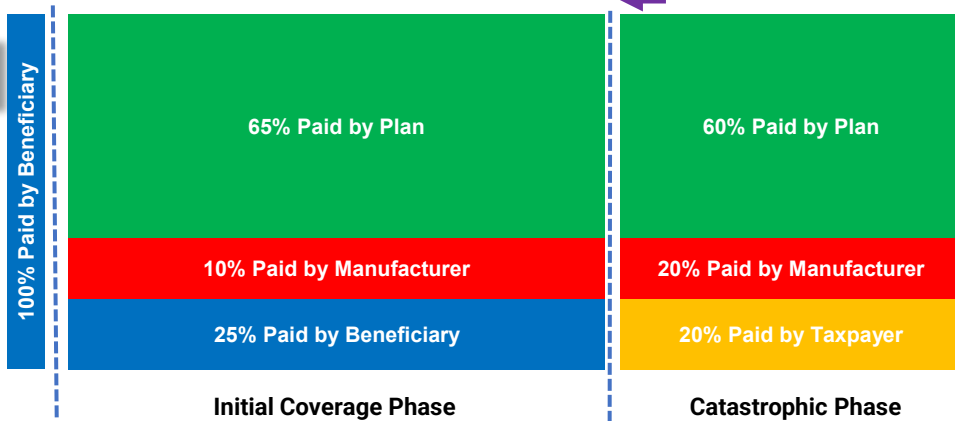 100% Paid by Beneficiary
65% Paid by Plan
60% Paid by Plan
10% Paid by Manufacturer
20% Paid by Manufacturer
25% Paid by Beneficiary
20% Paid by Taxpayer
Initial Coverage Phase
Catastrophic Phase